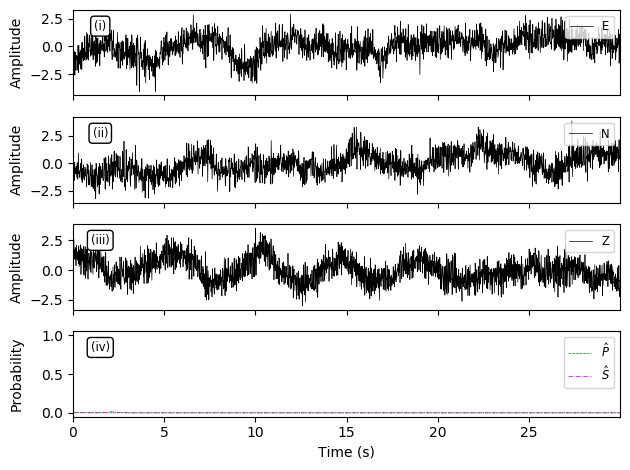 2.5
0.0
−2.5
Amplitude
(i)
E
2.5
0.0
−2.5
Amplitude
(ii)
N
2.5
0.0
−2.5
Amplitude
(iii)
Z
1.0
0.5
0.0
Probability
(iv)
P̂
Ŝ
0 5 10 15 20 25
Time (s)